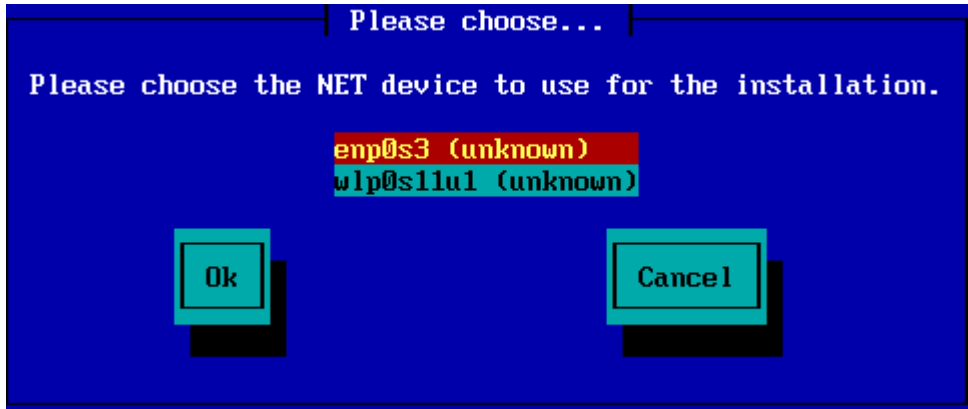 Please choose...
Please choose the NET device to use for the installation.
enp0s3 (unknown)
wlp0s11u1 (unknown)
Ok
Cancel